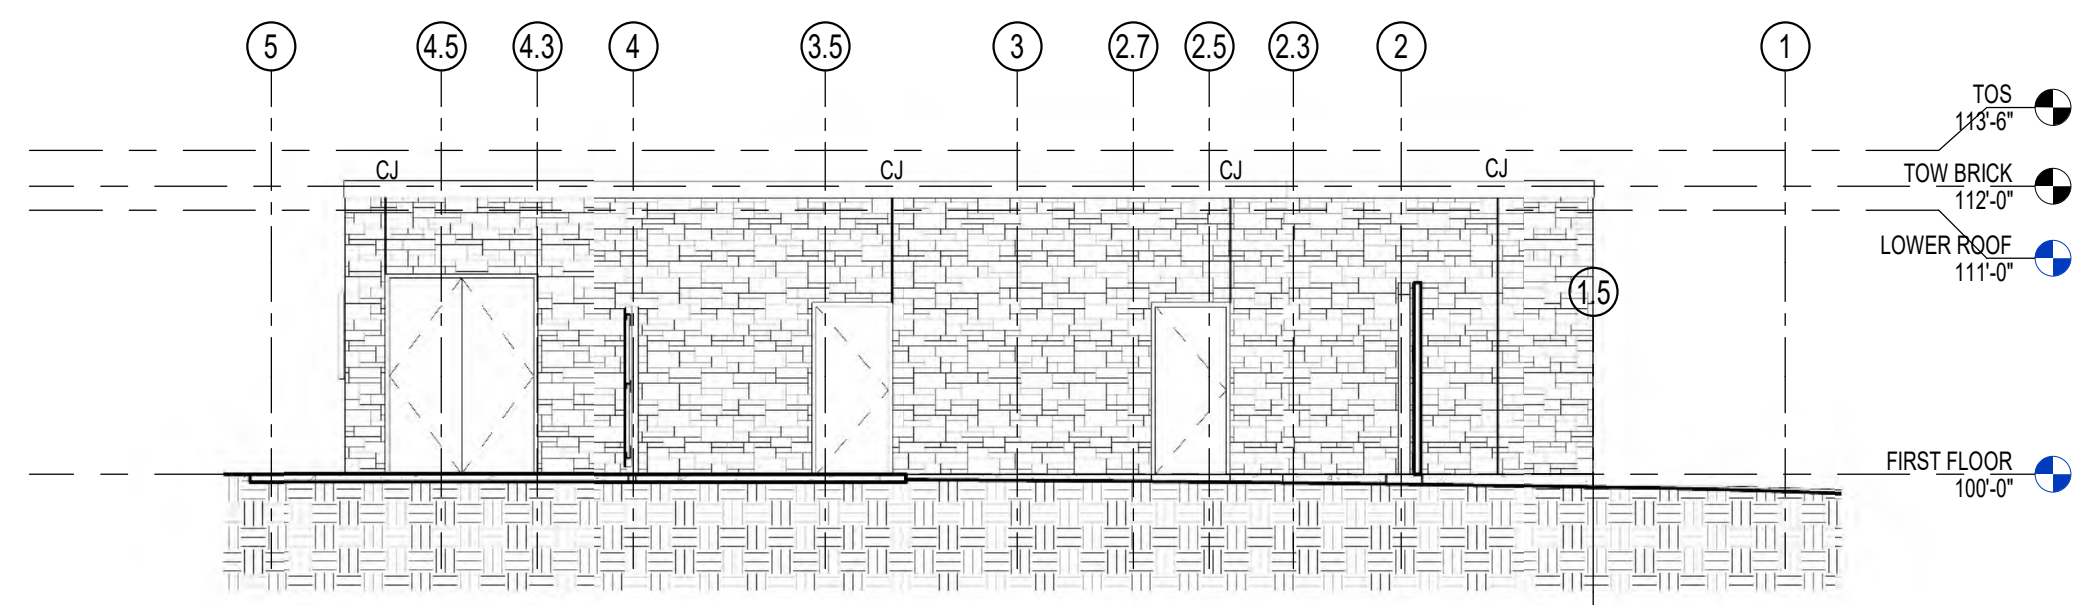 5 4.5 4.3 4 3.5 3 2.7 2.5 2.3 2 1
TOS
113'-6"
CJ CJ CJ CJ
TOW BRICK
112'-0"
LOWER ROOF
111'-0"
1.5
FIRST FLOOR
100'-0"